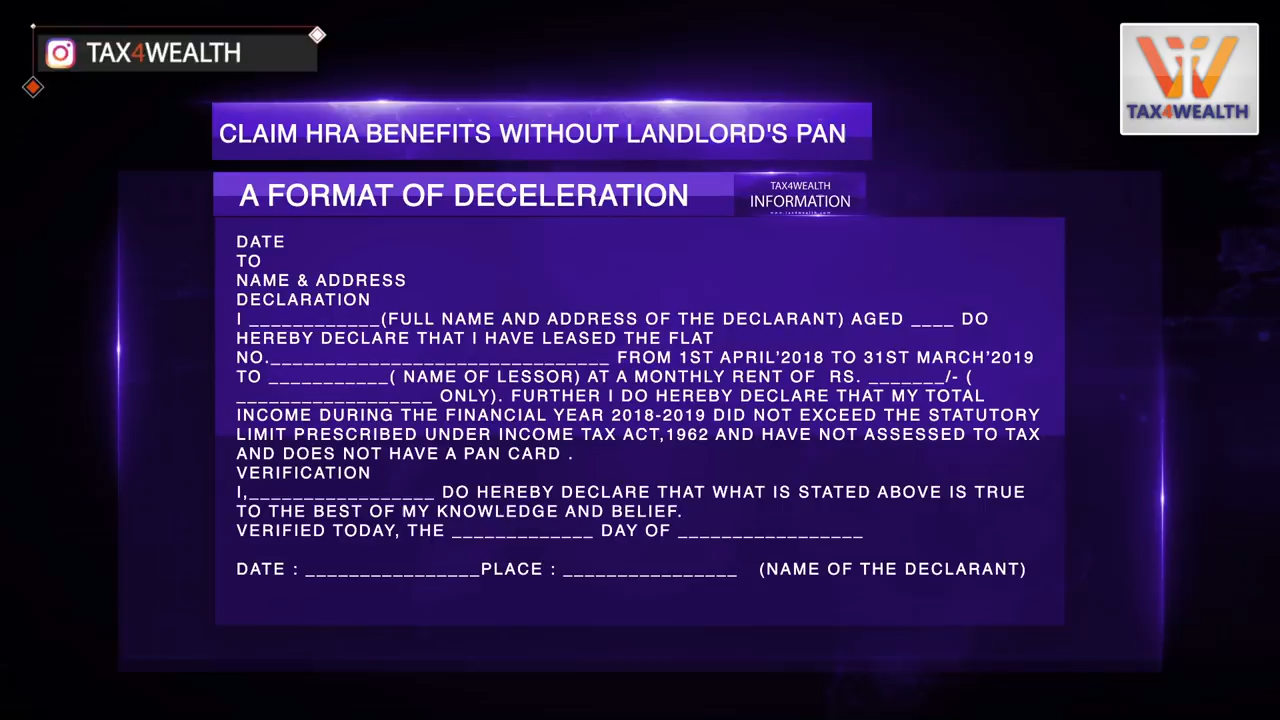 TAX4WEALTH
TAX4WEALTH
CLAIM HRA BENEFITS WITHOUT LANDLORD'S PAN
A FORMAT OF DECELERATION
TAX4WEALTH
INFORMATION
www.tax4wealth.com
DATE
TO
NAME & ADDRESS
DECLARATION
I ____________(FULL NAME AND ADDRESS OF THE DECLARANT) AGED ____ DO
HEREBY DECLARE THAT I HAVE LEASED THE FLAT
NO._______________________________ FROM 1ST APRIL'2018 TO 31ST MARCH'2019
TO ___________( NAME OF LESSOR) AT A MONTHLY RENT OF  RS. _______/- (
__________________ ONLY). FURTHER I DO HEREBY DECLARE THAT MY TOTAL
INCOME DURING THE FINANCIAL YEAR 2018-2019 DID NOT EXCEED THE STATUTORY
LIMIT PRESCRIBED UNDER INCOME TAX ACT,1962 AND HAVE NOT ASSESSED TO TAX
AND DOES NOT HAVE A PAN CARD .
VERIFICATION
I,_________________ DO HEREBY DECLARE THAT WHAT IS STATED ABOVE IS TRUE
TO THE BEST OF MY KNOWLEDGE AND BELIEF.
VERIFIED TODAY, THE _____________ DAY OF _________________
DATE : ________________PLACE : ________________ (NAME OF THE DECLARANT)